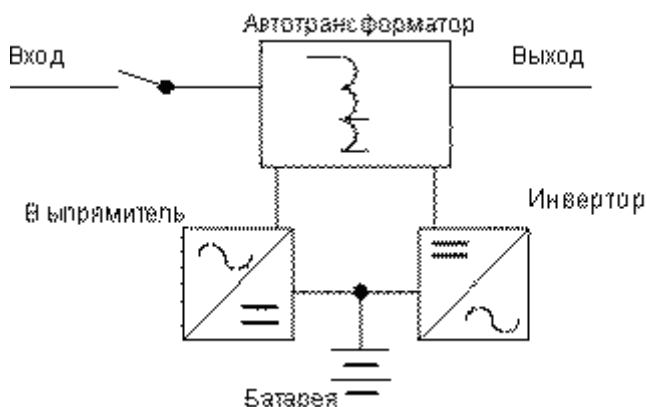 Автотрансформатор
Вход
Выход
Выпрямитель
Инвертор
Батарея